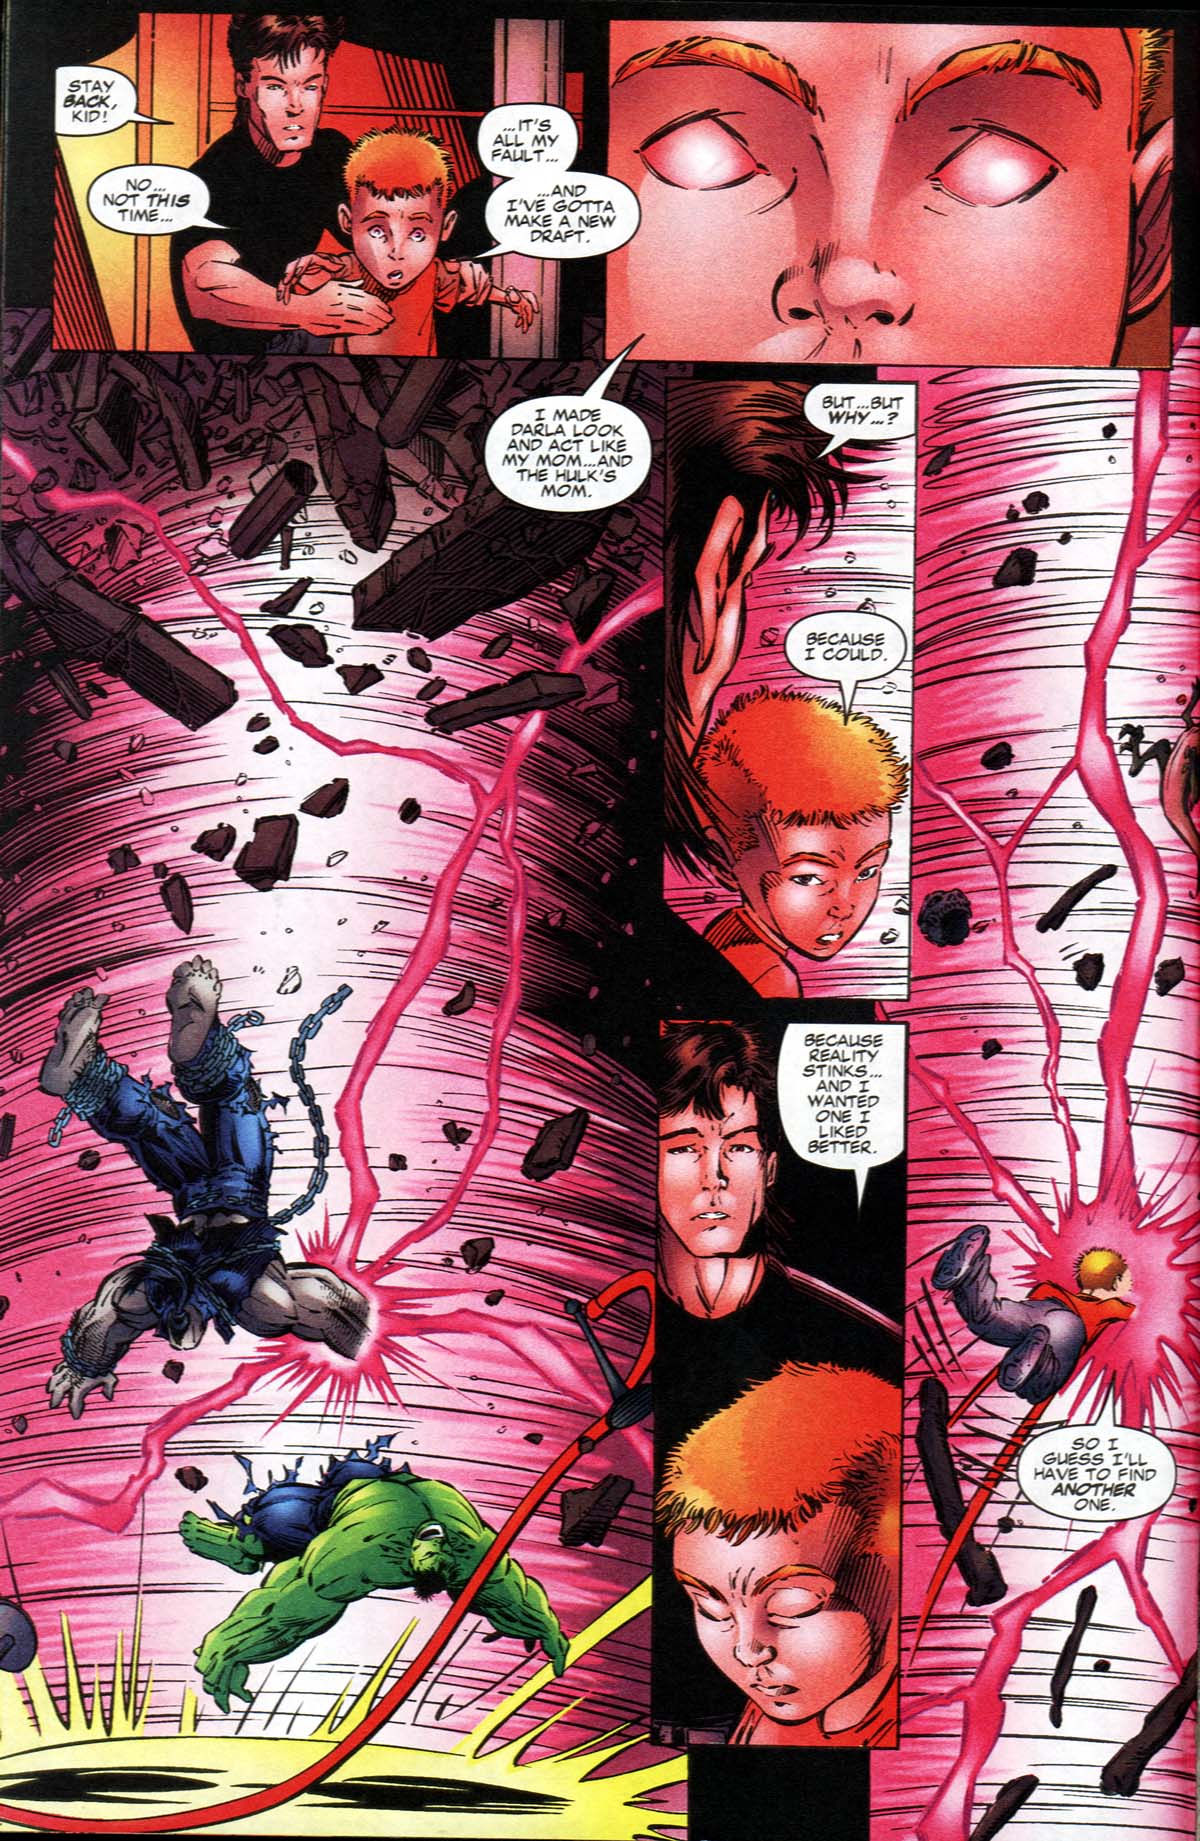 STAY
BACK,
KID!
NO...
NOT THIS
TIME...
...IT'S
ALL MY
FAULT...
...AND
I'VE GOTTA
MAKE A NEW
DRAFT.
I MADE
DARLA LOOK
AND ACT LIKE
MY MOM...AND
THE HULK'S
MOM.
BUT...BUT
WHY...?
BECAUSE
I COULD.
BECAUSE
REALITY
STINKS...
AND I
WANTED
ONE I
LIKED
BETTER.
SO I
GUESS I'LL
HAVE TO FIND
ANOTHER
ONE.